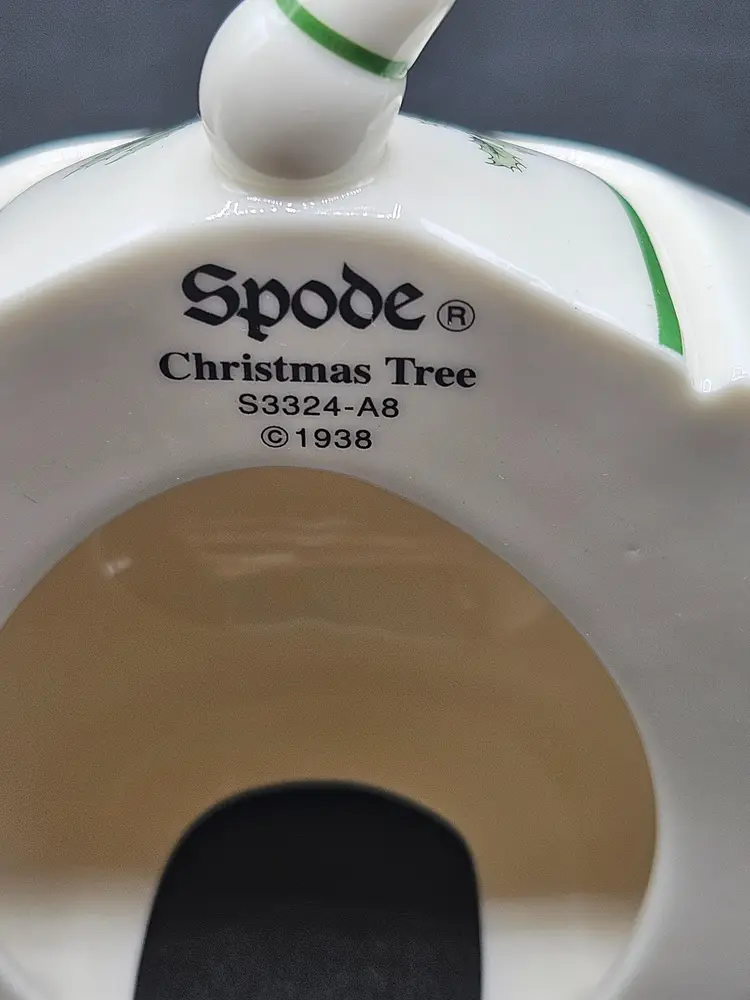 Spode ®
Christmas Tree
S3324-A8
© 1938